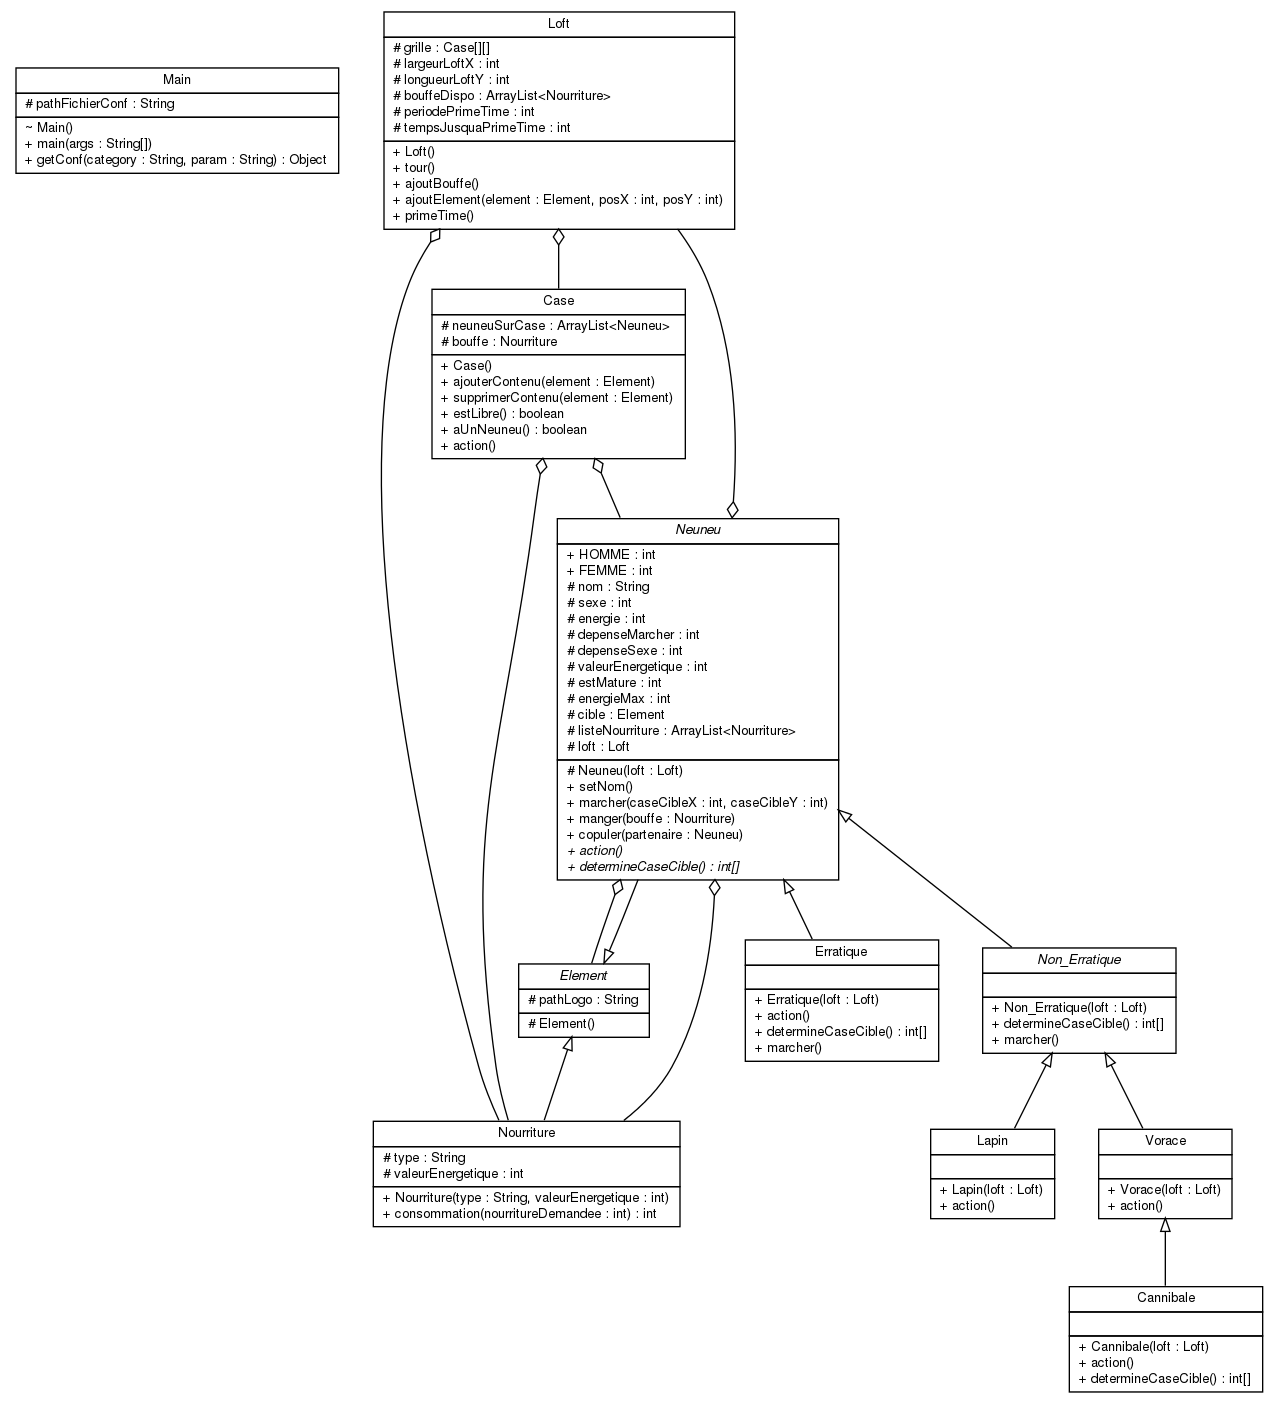 Loft
# grille : Case[][]
# largeurLoftX : int
# longueurLoftY : int
# bouffeDispo : ArrayList<Nourriture>
# periodePrimeTime : int
# tempsJusquaPrimeTime : int
+ Loft()
+ tour()
+ ajoutBouffe()
+ ajoutElement(element : Element, posX : int, posY : int)
+ primeTime()
Main
# pathFichierConf : String
~ Main()
+ main(args : String[])
+ getConf(category : String, param : String) : Object
Case
# neuneuSurCase : ArrayList<Neuneu>
# bouffe : Nourriture
+ Case()
+ ajouterContenu(element : Element)
+ supprimerContenu(element : Element)
+ estLibre() : boolean
+ aUnNeuneu() : boolean
+ action()
Neuneu
+ HOMME : int
+ FEMME : int
# nom : String
# sexe : int
# energie : int
# depenseMarcher : int
# depenseSexe : int
# valeurEnergetique : int
# estMature : int
# energieMax : int
# cible : Element
# listeNourriture : ArrayList<Nourriture>
# loft : Loft
# Neuneu(loft : Loft)
+ setNom()
+ marcher(caseCibleX : int, caseCibleY : int)
+ manger(bouffe : Nourriture)
+ copuler(partenaire : Neuneu)
+ action()
+ determineCaseCible() : int[]
Element
# pathLogo : String
# Element()
Erratique
+ Erratique(loft : Loft)
+ action()
+ determineCaseCible() : int[]
+ marcher()
Non_Erratique
+ Non_Erratique(loft : Loft)
+ determineCaseCible() : int[]
+ marcher()
Nourriture
# type : String
# valeurEnergetique : int
+ Nourriture(type : String, valeurEnergetique : int)
+ consommation(nourritureDemandee : int) : int
Lapin
+ Lapin(loft : Loft)
+ action()
Vorace
+ Vorace(loft : Loft)
+ action()
Cannibale
+ Cannibale(loft : Loft)
+ action()
+ determineCaseCible() : int[]